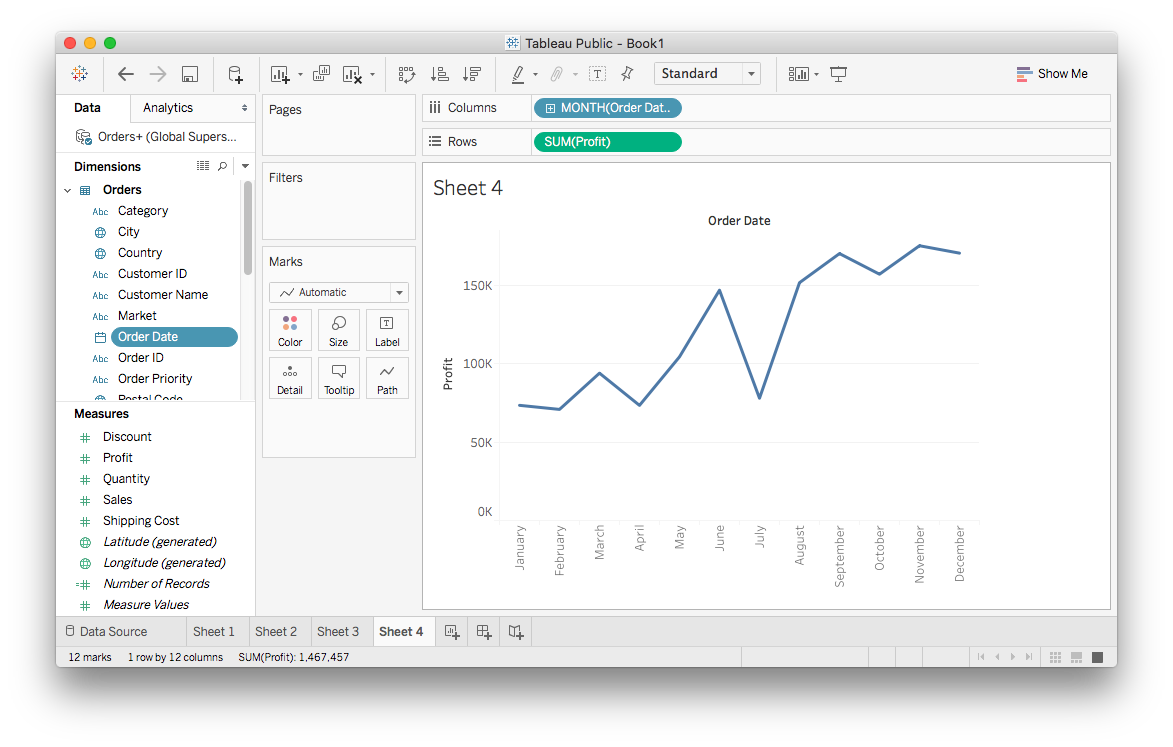 Tableau Public - Book1
Standard
Show Me
Data
Analytics
Orders+ (Global Supers...
Dimensions
Orders
Abc Category
City
Country
Abc Customer ID
Abc Customer Name
Abc Market
Order Date
Abc Order ID
Abc Order Priority
Postal Code
Measures
Discount
Profit
Quantity
Sales
Shipping Cost
Latitude (generated)
Longitude (generated)
Number of Records
Measure Values
Pages
Filters
Marks
Automatic
Color Size Label
Detail Tooltip Path
Columns MONTH(Order Dat..
Rows SUM(Profit)
Sheet 4
Order Date
150K
100K
50K
0K
Profit
January
February
March
April
May
June
July
August
September
October
November
December
Data Source Sheet 1 Sheet 2 Sheet 3 Sheet 4
12 marks 1 row by 12 columns SUM(Profit): 1,467,457